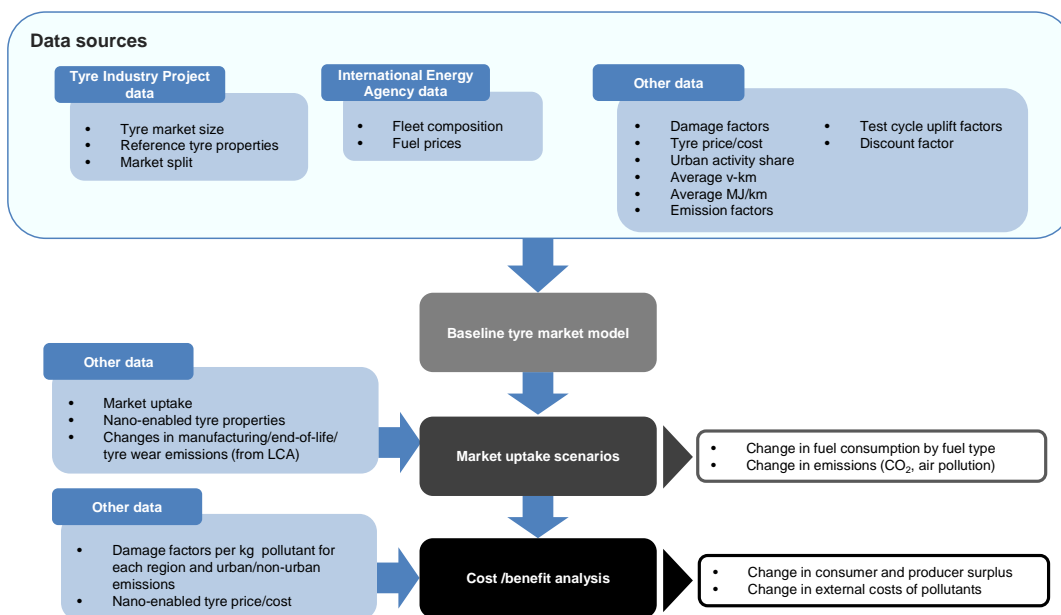 Data sources
Tyre Industry Project
data
• Tyre market size
• Reference tyre properties
• Market split
International Energy
Agency data
• Fleet composition
• Fuel prices
Other data
• Damage factors
• Tyre price/cost
• Urban activity share
• Average v-km
• Average MJ/km
• Emission factors
• Test cycle uplift factors
• Discount factor
Baseline tyre market model
Other data
• Market uptake
• Nano-enabled tyre properties
• Changes in manufacturing/end-of-life/
tyre wear emissions (from LCA)
Market uptake scenarios
• Change in fuel consumption by fuel type
• Change in emissions (CO₂, air pollution)
Other data
• Damage factors per kg pollutant for
each region and urban/non-urban
emissions
• Nano-enabled tyre price/cost
Cost /benefit analysis
• Change in consumer and producer surplus
• Change in external costs of pollutants